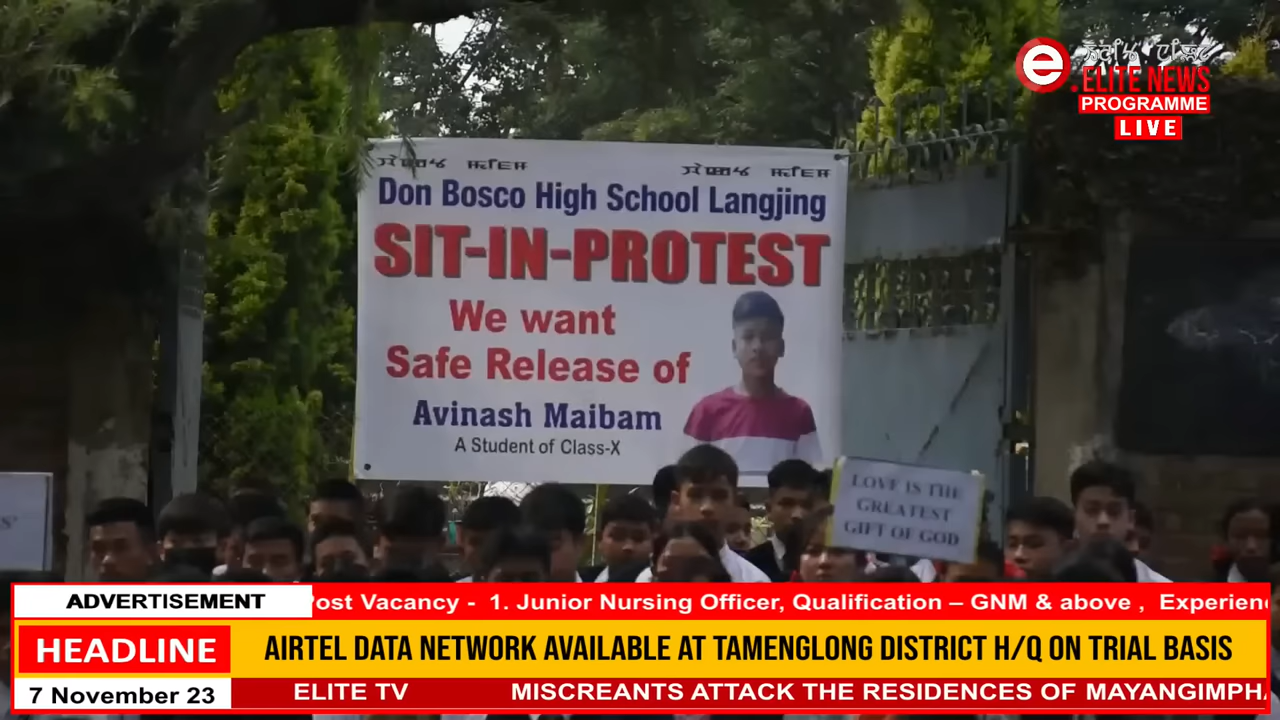 ELITE NEWS
PROGRAMME
LIVE
Don Bosco High School Langjing
SIT-IN-PROTEST
We want
Safe Release of
Avinash Maibam
A Student of Class-X
LOVE IS THE
GREATEST
GIFT OF GOD
ADVERTISEMENT
Post Vacancy - 1. Junior Nursing Officer, Qualification – GNM & above , Experien
HEADLINE
AIRTEL DATA NETWORK AVAILABLE AT TAMENGLONG DISTRICT H/Q ON TRIAL BASIS
7 November 23
ELITE TV
MISCREANTS ATTACK THE RESIDENCES OF MAYANGIMPHA